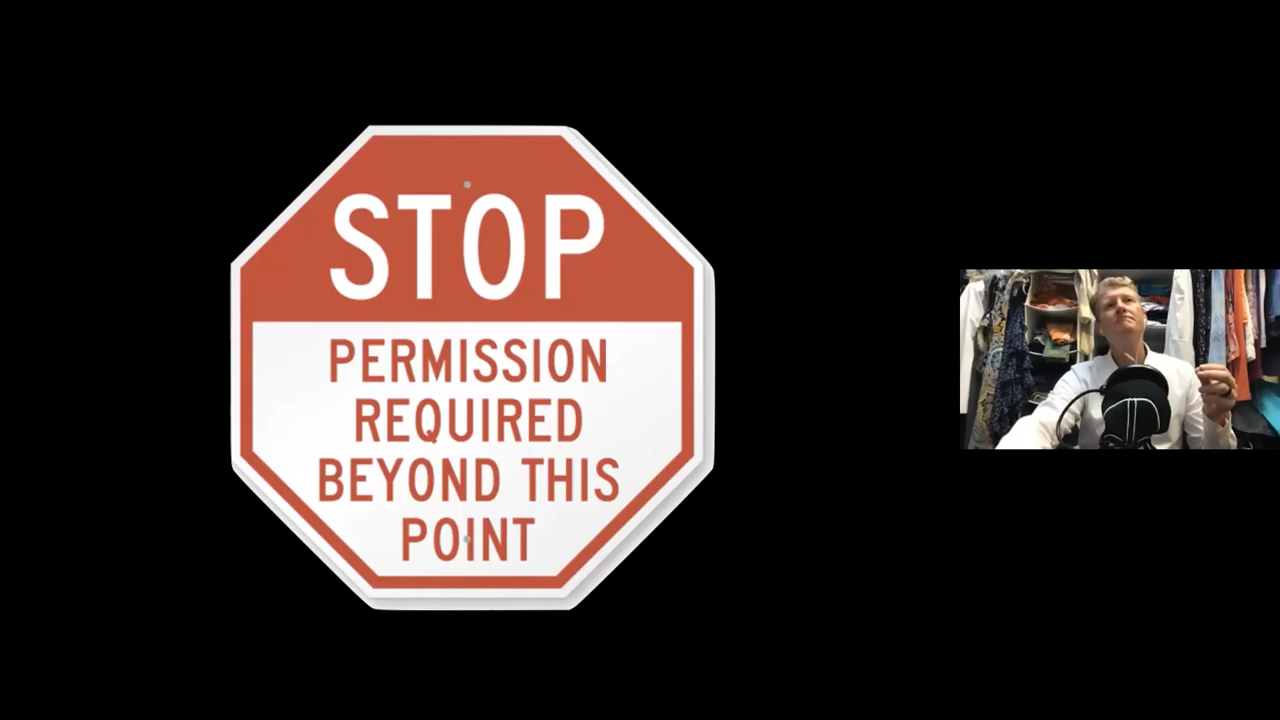 STOP
PERMISSION
REQUIRED
BEYOND THIS
POINT